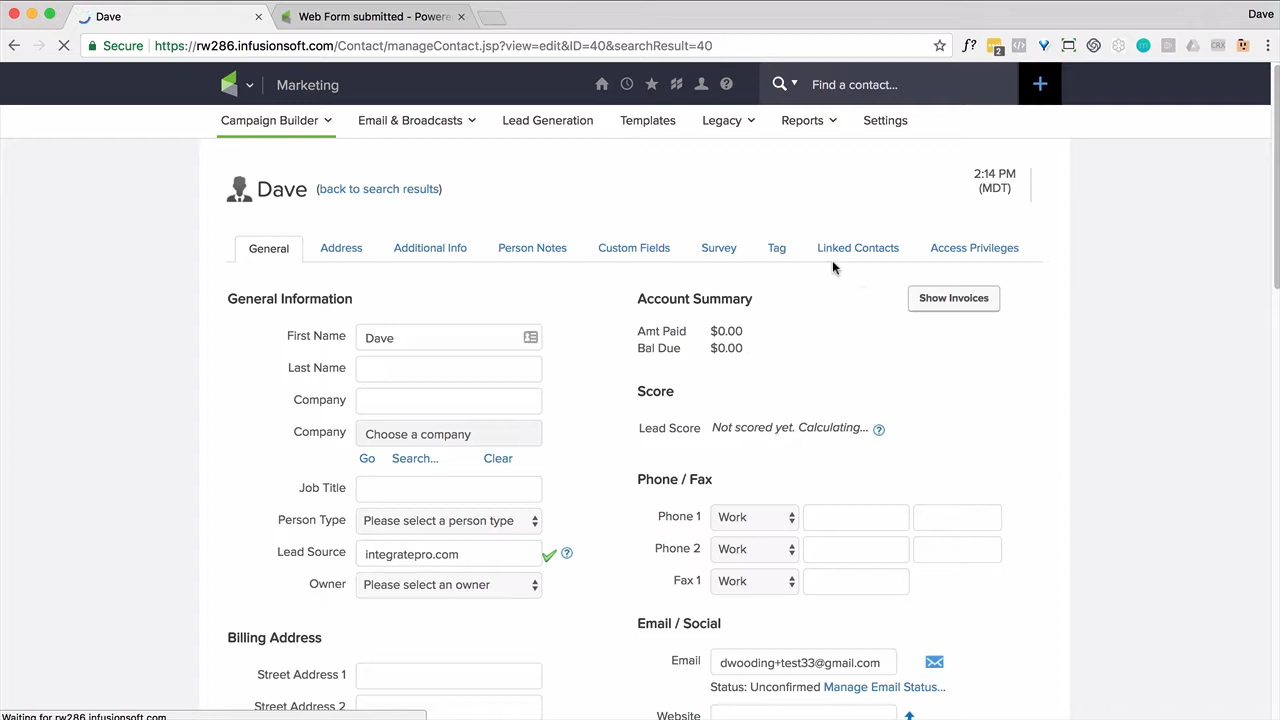 Dave
Web Form submitted - Powere
Dave
Secure
https://rw286.infusionsoft.com/Contact/manageContact.jsp?view=edit&ID=40&searchResult=40
f?
2
CRX
Marketing
Find a contact...
Campaign Builder
Email & Broadcasts
Lead Generation
Templates
Legacy
Reports
Settings
Dave
(back to search results)
2:14 PM
(MDT)
General
Address
Additional Info
Person Notes
Custom Fields
Survey
Tag
Linked Contacts
Access Privileges
General Information
First Name
Dave
Last Name
Company
Company
Choose a company
Go
Search...
Clear
Job Title
Person Type
Please select a person type
Lead Source
integratepro.com
Owner
Please select an owner
Billing Address
Street Address 1
Street Address 2
Account Summary
Show Invoices
Amt Paid
$0.00
Bal Due
$0.00
Score
Lead Score
Not scored yet. Calculating...
Phone / Fax
Phone 1
Work
Phone 2
Work
Fax 1
Work
Email / Social
Email
dwooding+test33@gmail.com
Status: Unconfirmed Manage Email Status...
Website
Waiting for rw286.infusionsoft.com